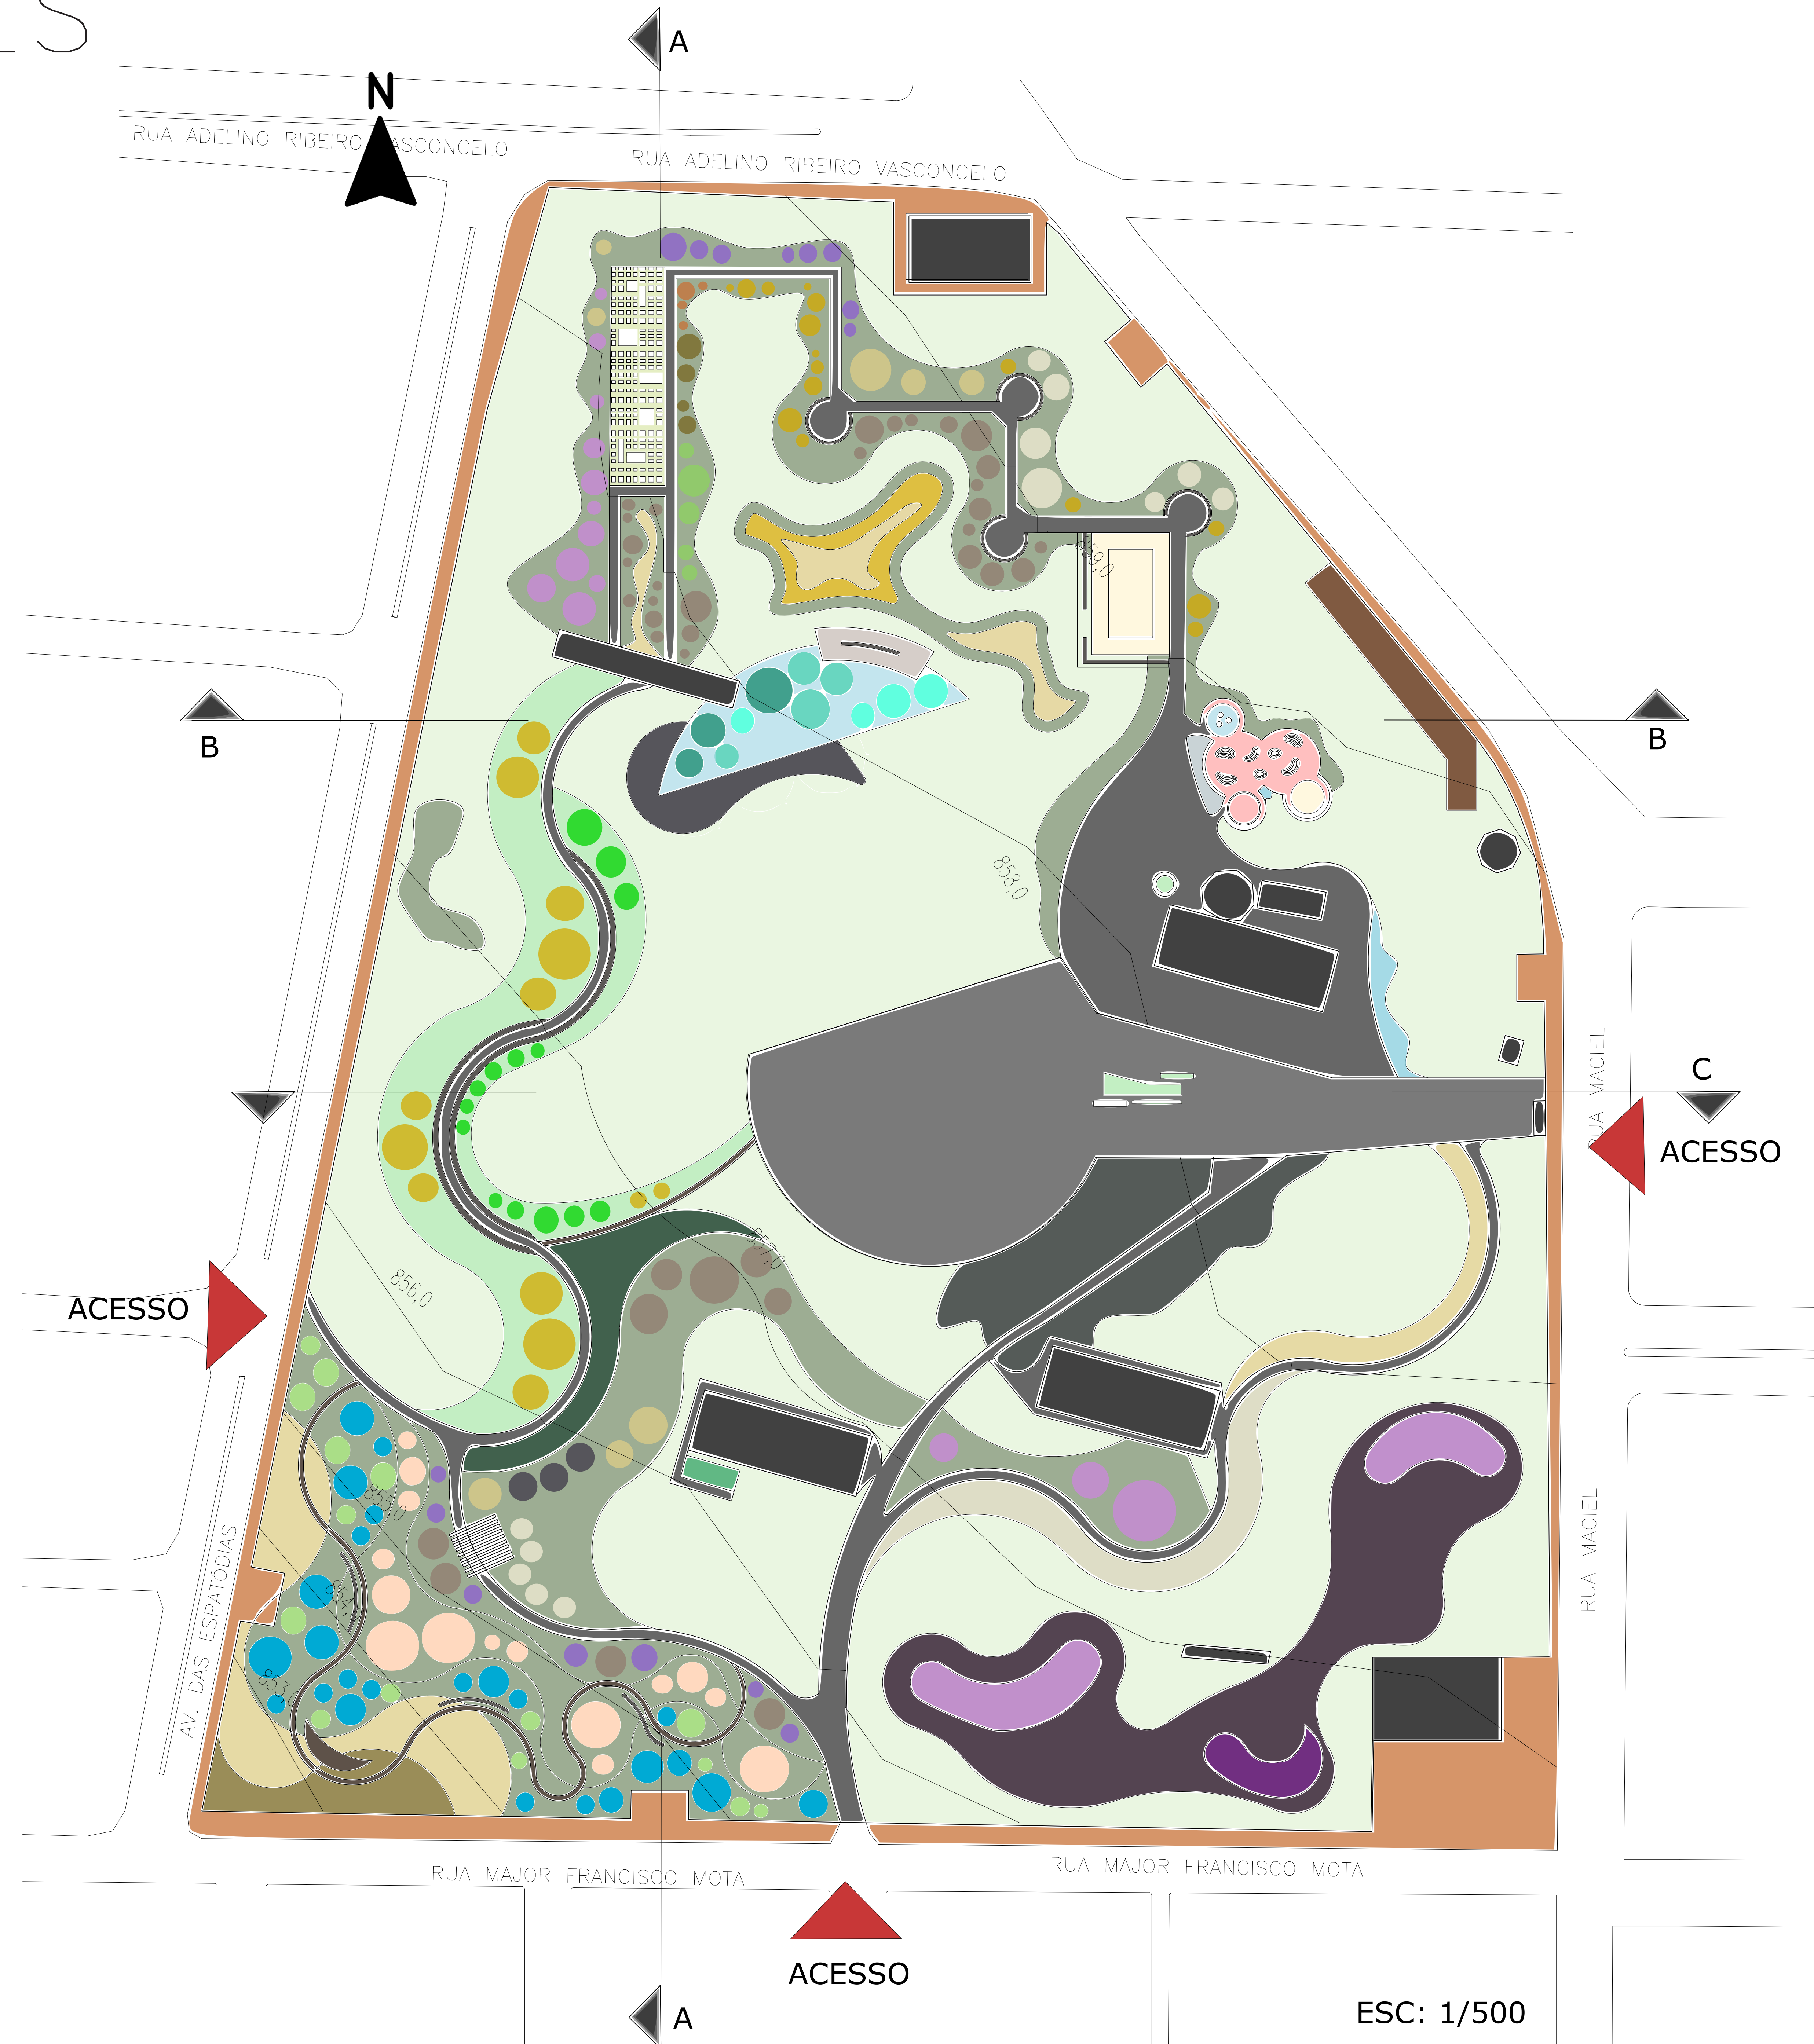 LS
A
N
RUA ADELINO RIBEIRO VASCONCELO
RUA ADELINO RIBEIRO VASCONCELO
859,0
B
B
858,0
C
RUA MACIEL
ACESSO
857,0
856,0
ACESSO
855,0
RUA MACIEL
854,0
AV. DAS ESPATÓDIAS
853,0
RUA MAJOR FRANCISCO MOTA
RUA MAJOR FRANCISCO MOTA
ACESSO
A
ESC: 1/500